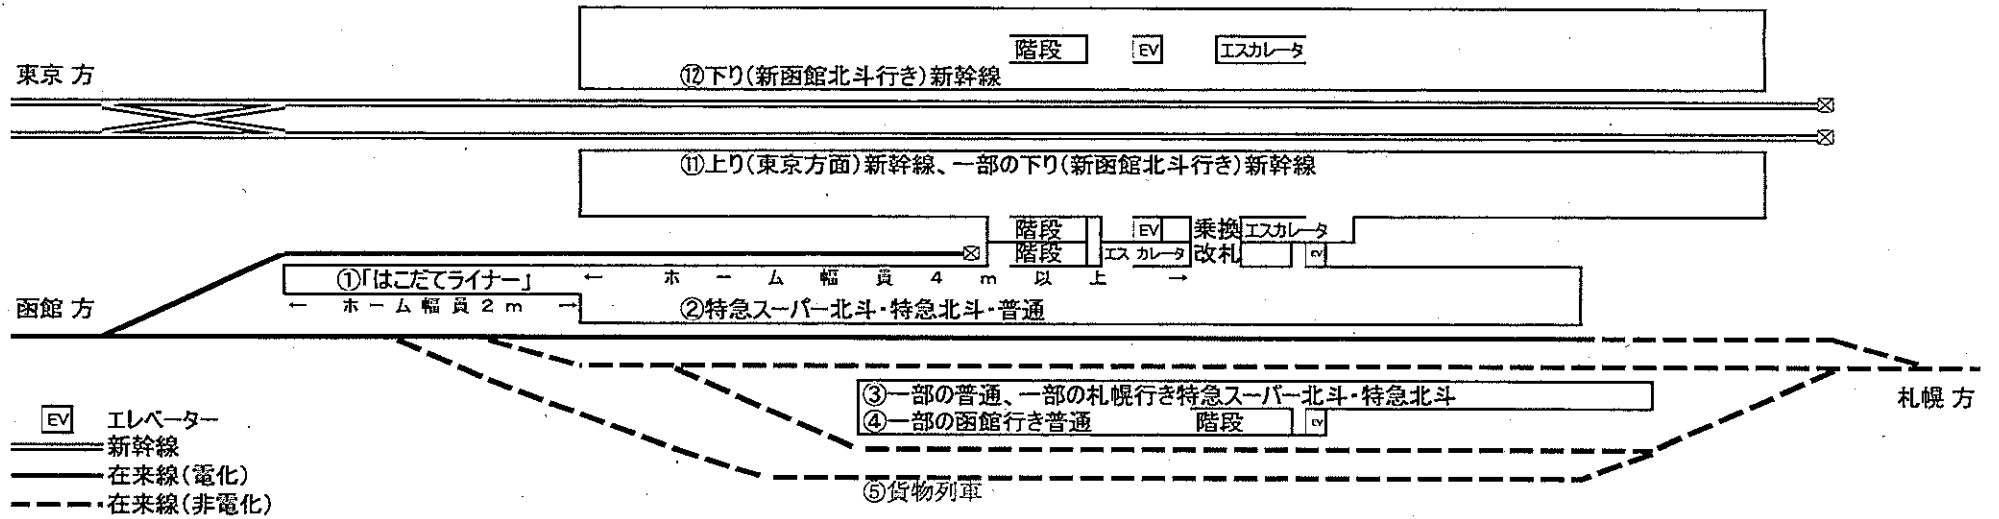 階段 EV エスカレータ
東京 方
⑫下り(新函館北斗行き)新幹線
⑪上り(東京方面)新幹線、一部の下り(新函館北斗行き)新幹線
階段 EV 乗換 エスカレータ
階段 エスカレータ 改札 EV
①「はこだてライナー」
← ホーム幅員4m以上 →
← ホーム幅員2m →
函館 方
②特急スーパー北斗・特急北斗・普通
③一部の普通、一部の札幌行き特急スーパー北斗・特急北斗
札幌 方
④一部の函館行き普通 階段 EV
⑤貨物列車
EV エレベーター
新幹線
在来線(電化)
在来線(非電化)